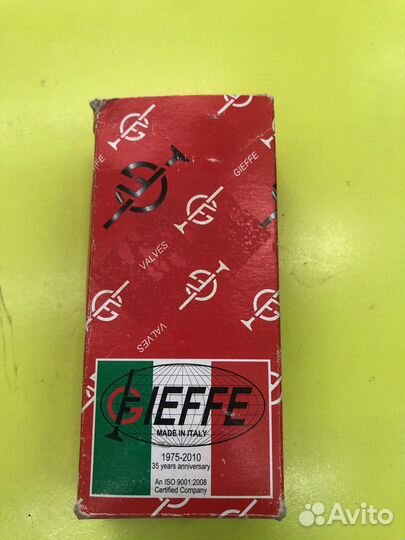 GIEFFE
VALVES
VALVES
GIEFFE
MADE IN ITALY
1975-2010
35 years anniversary
An ISO 9001:2008
Certified Company
Avito